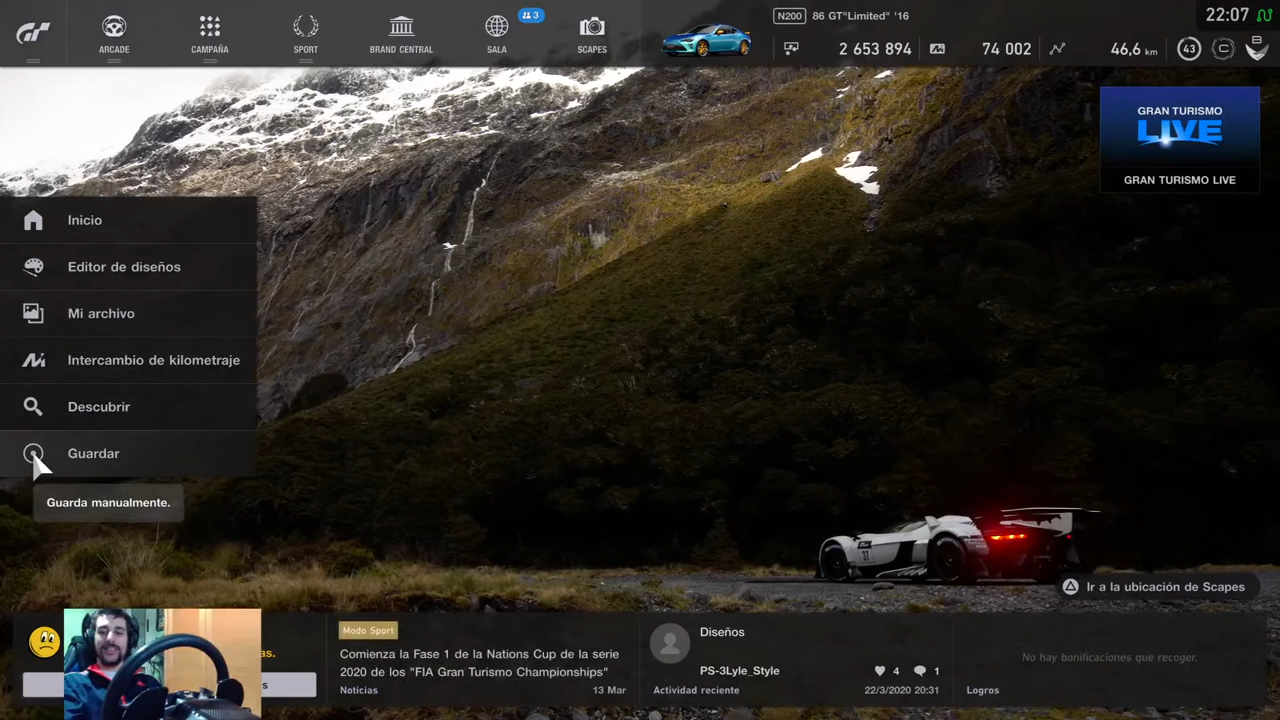 ARCADE
CAMPAÑA
SPORT
BRAND CENTRAL
SALA
3
SCAPES
N200 86 GT"Limited" '16
2 653 894
74 002
46,6 km
43
B
22:07
GRAN TURISMO
LIVE
GRAN TURISMO LIVE
Inicio
Editor de diseños
Mi archivo
Intercambio de kilometraje
Descubrir
Guardar
Guarda manualmente.
37
Ir a la ubicación de Scapes
as.
s
Modo Sport
Comienza la Fase 1 de la Nations Cup de la serie
2020 de los "FIA Gran Turismo Championships"
Noticias
13 Mar
Diseños
PS-3Lyle_Style
4
1
Actividad reciente
22/3/2020 20:31
No hay bonificaciones que recoger.
Logros